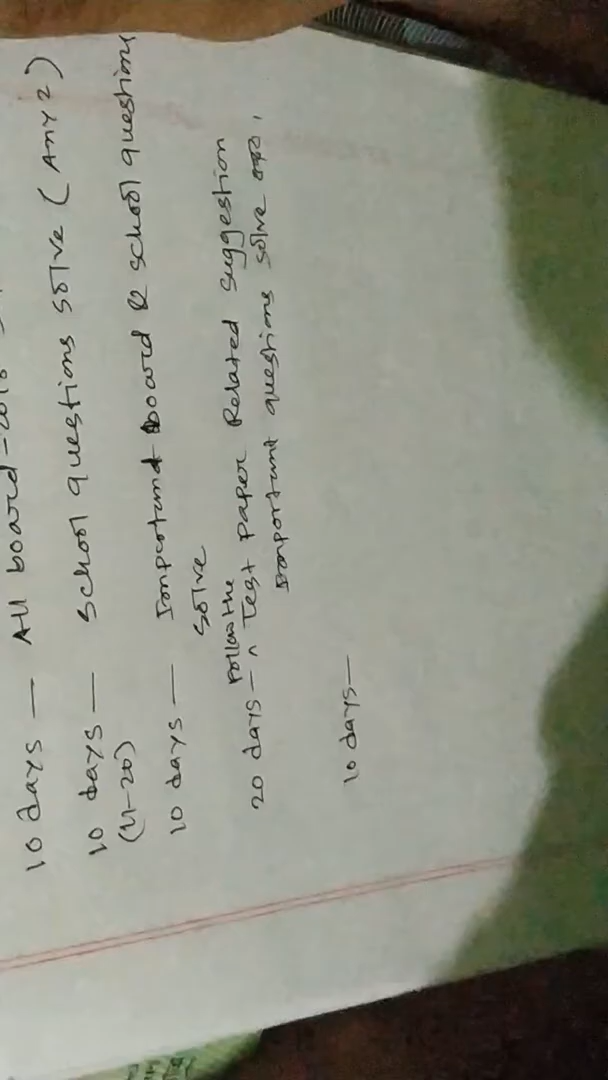 10 days — All board-2018
10 days — School questions solve (Any 2)
(11-20)
10 days — Important board & school questions
solve
Follow the
20 days — ^ Test Paper Related suggestion
Important questions solve
10 days —